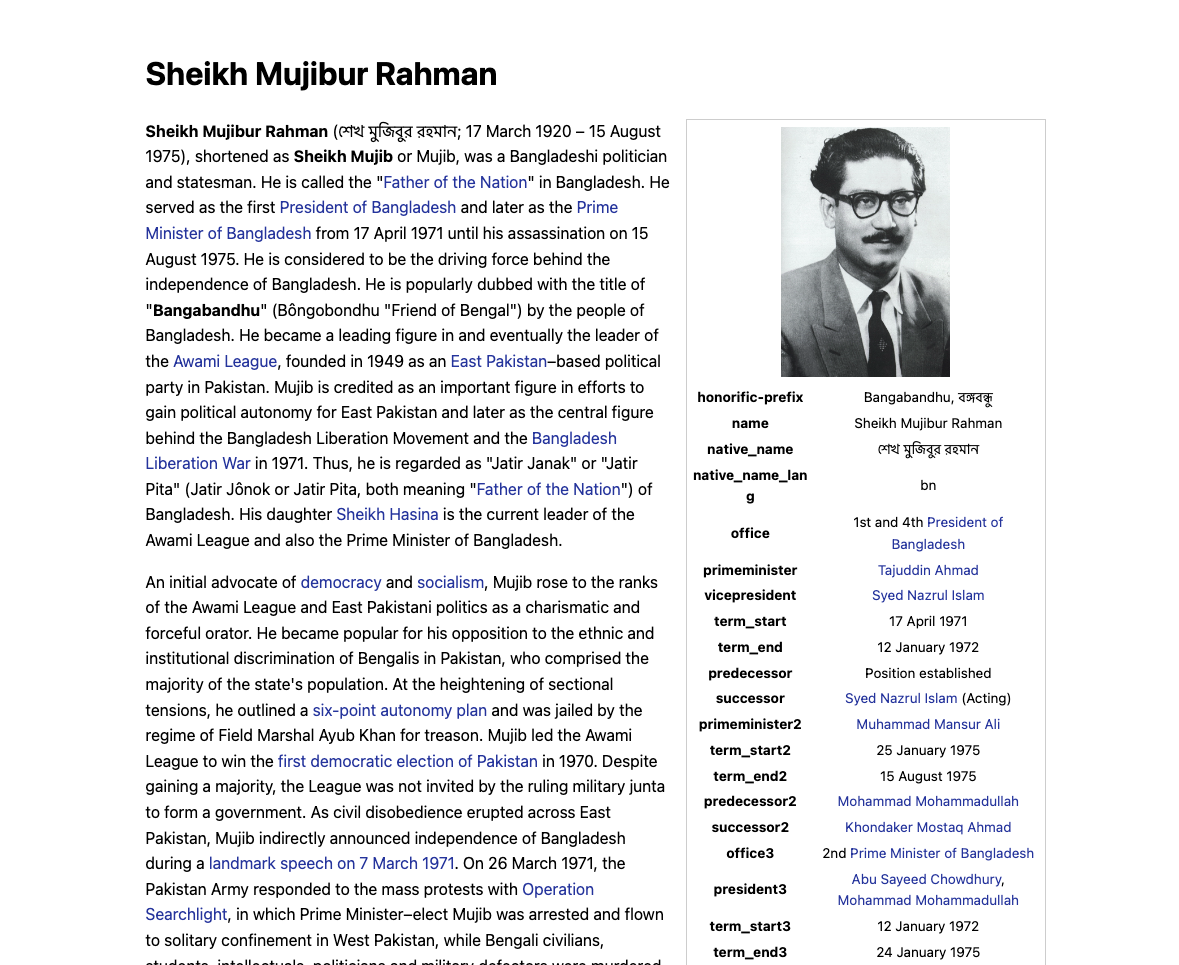 Sheikh Mujibur Rahman
Sheikh Mujibur Rahman (শেখ মুজিবুর রহমান; 17 March 1920 – 15 August
1975), shortened as Sheikh Mujib or Mujib, was a Bangladeshi politician
and statesman. He is called the "Father of the Nation" in Bangladesh. He
served as the first President of Bangladesh and later as the Prime
Minister of Bangladesh from 17 April 1971 until his assassination on 15
August 1975. He is considered to be the driving force behind the
independence of Bangladesh. He is popularly dubbed with the title of
"Bangabandhu" (Bôngobondhu "Friend of Bengal") by the people of
Bangladesh. He became a leading figure in and eventually the leader of
the Awami League, founded in 1949 as an East Pakistan–based political
party in Pakistan. Mujib is credited as an important figure in efforts to
gain political autonomy for East Pakistan and later as the central figure
behind the Bangladesh Liberation Movement and the Bangladesh
Liberation War in 1971. Thus, he is regarded as "Jatir Janak" or "Jatir
Pita" (Jatir Jônok or Jatir Pita, both meaning "Father of the Nation") of
Bangladesh. His daughter Sheikh Hasina is the current leader of the
Awami League and also the Prime Minister of Bangladesh.
An initial advocate of democracy and socialism, Mujib rose to the ranks
of the Awami League and East Pakistani politics as a charismatic and
forceful orator. He became popular for his opposition to the ethnic and
institutional discrimination of Bengalis in Pakistan, who comprised the
majority of the state's population. At the heightening of sectional
tensions, he outlined a six-point autonomy plan and was jailed by the
regime of Field Marshal Ayub Khan for treason. Mujib led the Awami
League to win the first democratic election of Pakistan in 1970. Despite
gaining a majority, the League was not invited by the ruling military junta
to form a government. As civil disobedience erupted across East
Pakistan, Mujib indirectly announced independence of Bangladesh
during a landmark speech on 7 March 1971. On 26 March 1971, the
Pakistan Army responded to the mass protests with Operation
Searchlight, in which Prime Minister–elect Mujib was arrested and flown
to solitary confinement in West Pakistan, while Bengali civilians,
students, intellectuals, politicians and military defectors were murdered
honorific-prefix Bangabandhu, বঙ্গবন্ধু
name Sheikh Mujibur Rahman
native_name শেখ মুজিবুর রহমান
native_name_lan
g bn
office 1st and 4th President of
Bangladesh
primeminister Tajuddin Ahmad
vicepresident Syed Nazrul Islam
term_start 17 April 1971
term_end 12 January 1972
predecessor Position established
successor Syed Nazrul Islam (Acting)
primeminister2 Muhammad Mansur Ali
term_start2 25 January 1975
term_end2 15 August 1975
predecessor2 Mohammad Mohammadullah
successor2 Khondaker Mostaq Ahmad
office3 2nd Prime Minister of Bangladesh
president3 Abu Sayeed Chowdhury,
Mohammad Mohammadullah
term_start3 12 January 1972
term_end3 24 January 1975